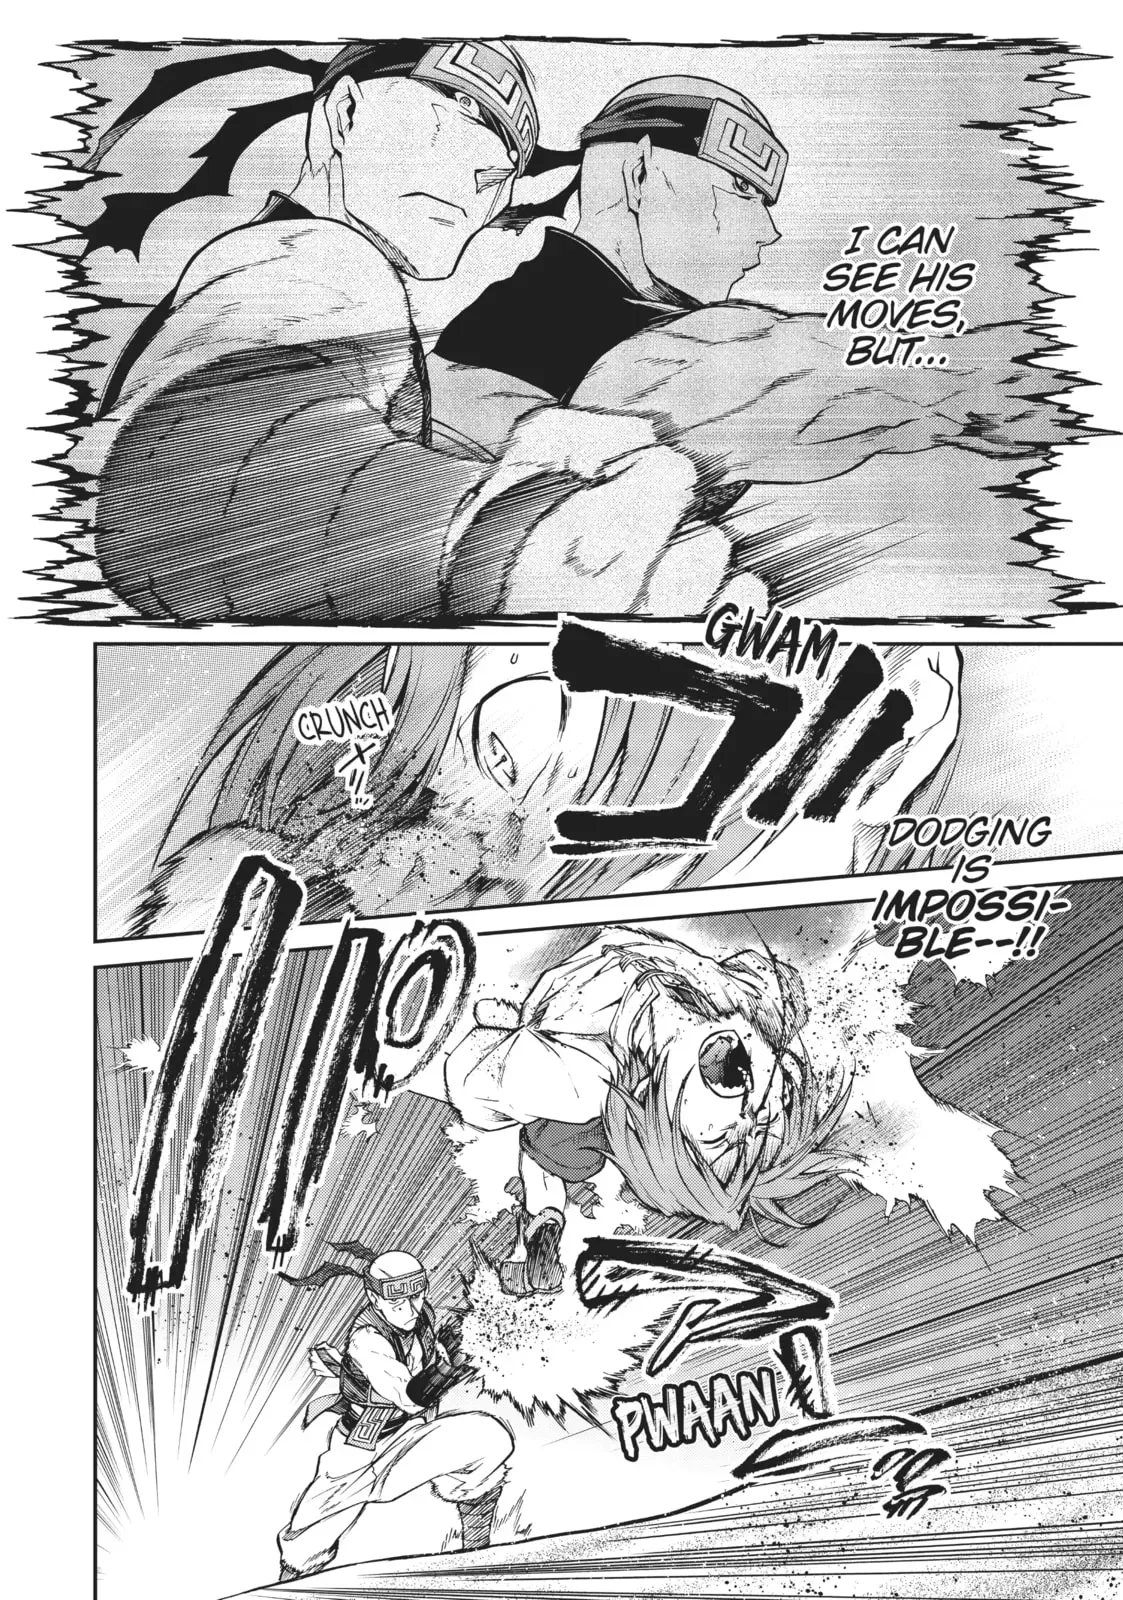 I CAN
SEE HIS
MOVES,
BUT...
GWAM
CRUNCH
DODGING
IS
IMPOSSI-
BLE--!!
PWAAN